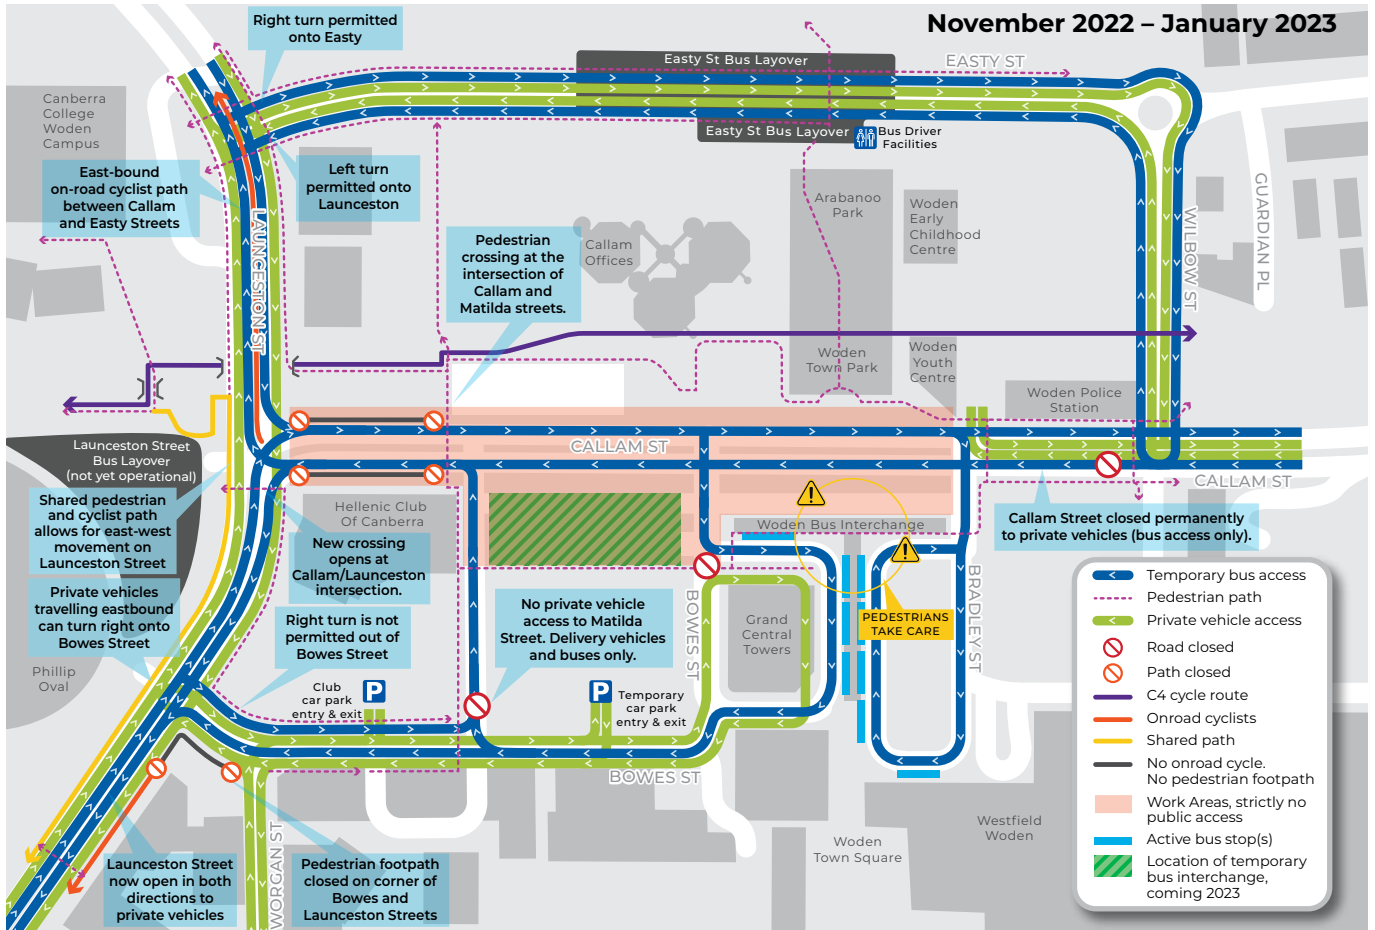 November 2022 – January 2023
Right turn permitted
onto Easty
Easty St Bus Layover
EASTY ST
Canberra
College
Woden
Campus
Easty St Bus Layover
Bus Driver
Facilities
East-bound
on-road cyclist path
between Callam
and Easty Streets
Left turn
permitted onto
Launceston
Arabanoo
Park
Woden
Early
Childhood
Centre
GUARDIAN PL
WILBOW ST
LAUNCESTON ST
Pedestrian
crossing at the
intersection of
Callam and
Matilda streets.
Callam
Offices
Woden
Town Park
Woden
Youth
Centre
Woden Police
Station
Launceston Street
Bus Layover
(not yet operational)
CALLAM ST
CALLAM ST
Shared pedestrian
and cyclist path
allows for east-west
movement on
Launceston Street
Hellenic Club
Of Canberra
New crossing
opens at
Callam/Launceston
intersection.
Woden Bus Interchange
Callam Street closed permanently
to private vehicles (bus access only).
Private vehicles
travelling eastbound
can turn right onto
Bowes Street
Right turn is not
permitted out of
Bowes Street
No private vehicle
access to Matilda
Street. Delivery vehicles
and buses only.
BOWES ST
Grand
Central
Towers
PEDESTRIANS
TAKE CARE
BRADLEY ST
Phillip
Oval
Club
car park
entry & exit
P
P
Temporary
car park
entry & exit
BOWES ST
WORGAN ST
Launceston Street
now open in both
directions to
private vehicles
Pedestrian footpath
closed on corner of
Bowes and
Launceston Streets
Woden
Town Square
Westfield
Woden
Temporary bus access
Pedestrian path
Private vehicle access
Road closed
Path closed
C4 cycle route
Onroad cyclists
Shared path
No onroad cycle.
No pedestrian footpath
Work Areas, strictly no
public access
Active bus stop(s)
Location of temporary
bus interchange,
coming 2023